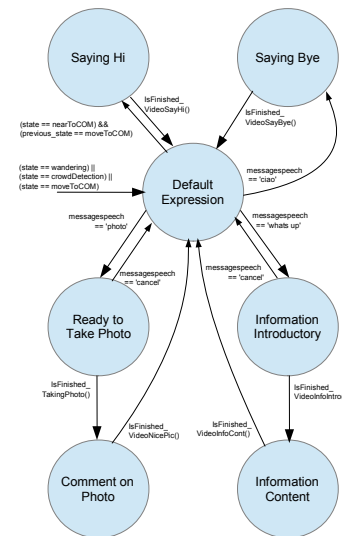 Saying Hi
Saying Bye
IsFinished_
VideoSayHi()
IsFinished_
VideoSayBye()
(state == nearToCOM) &&
(previous_state == moveToCOM)
(state == wandering) ||
(state == crowdDetection) ||
(state == moveToCOM)
Default
Expression
messagespeech
== 'ciao'
messagespeech
== 'photo'
messagespeech
== 'whats up'
messagespeech
== 'cancel'
messagespeech
== 'cancel'
Ready to
Take Photo
Information
Introductory
IsFinished_
TakingPhoto()
IsFinished_
VideoInfoIntro
IsFinished_
VideoNicePic()
IsFinished_
VideoInfoCont()
Comment on
Photo
Information
Content